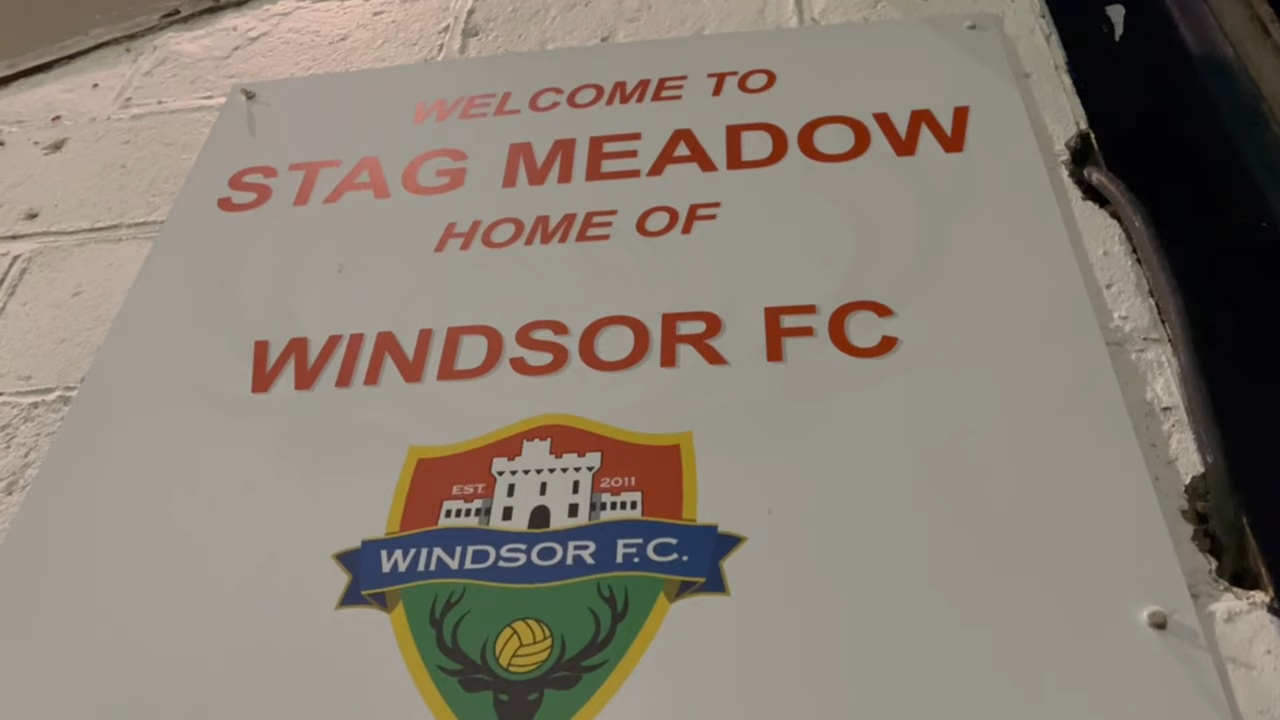 WELCOME TO
STAG MEADOW
HOME OF
WINDSOR FC
EST. 2011
WINDSOR F.C.